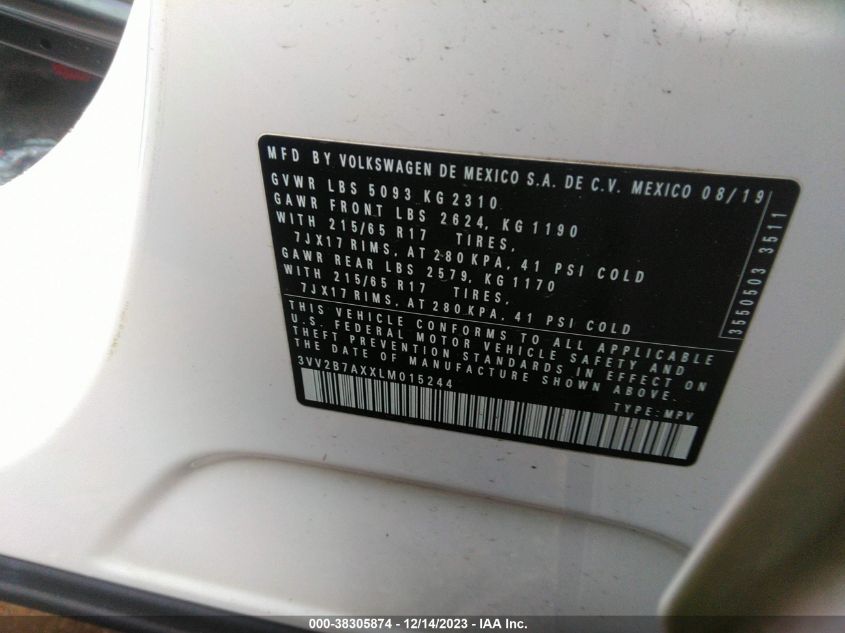 MFD BY VOLKSWAGEN DE MEXICO S.A. DE C.V. MEXICO 08/19
GVWR LBS 5093 KG 2310
GAWR FRONT LBS 2624, KG 1190
WITH 215/65 R17 TIRES,
7JX17 RIMS, AT 280 KPA, 41 PSI COLD
GAWR REAR LBS 2579, KG 1170
WITH 215/65 R17 TIRES,
7JX17 RIMS, AT 280 KPA, 41 PSI COLD
THIS VEHICLE CONFORMS TO ALL APPLICABLE
U.S. FEDERAL MOTOR VEHICLE SAFETY AND
THEFT PREVENTION STANDARDS IN EFFECT ON
THE DATE OF MANUFACTURE SHOWN ABOVE.
3VV2B7AXXLM015244
TYPE: MPV
3550503 3511
000-38305874 - 12/14/2023 - IAA Inc.